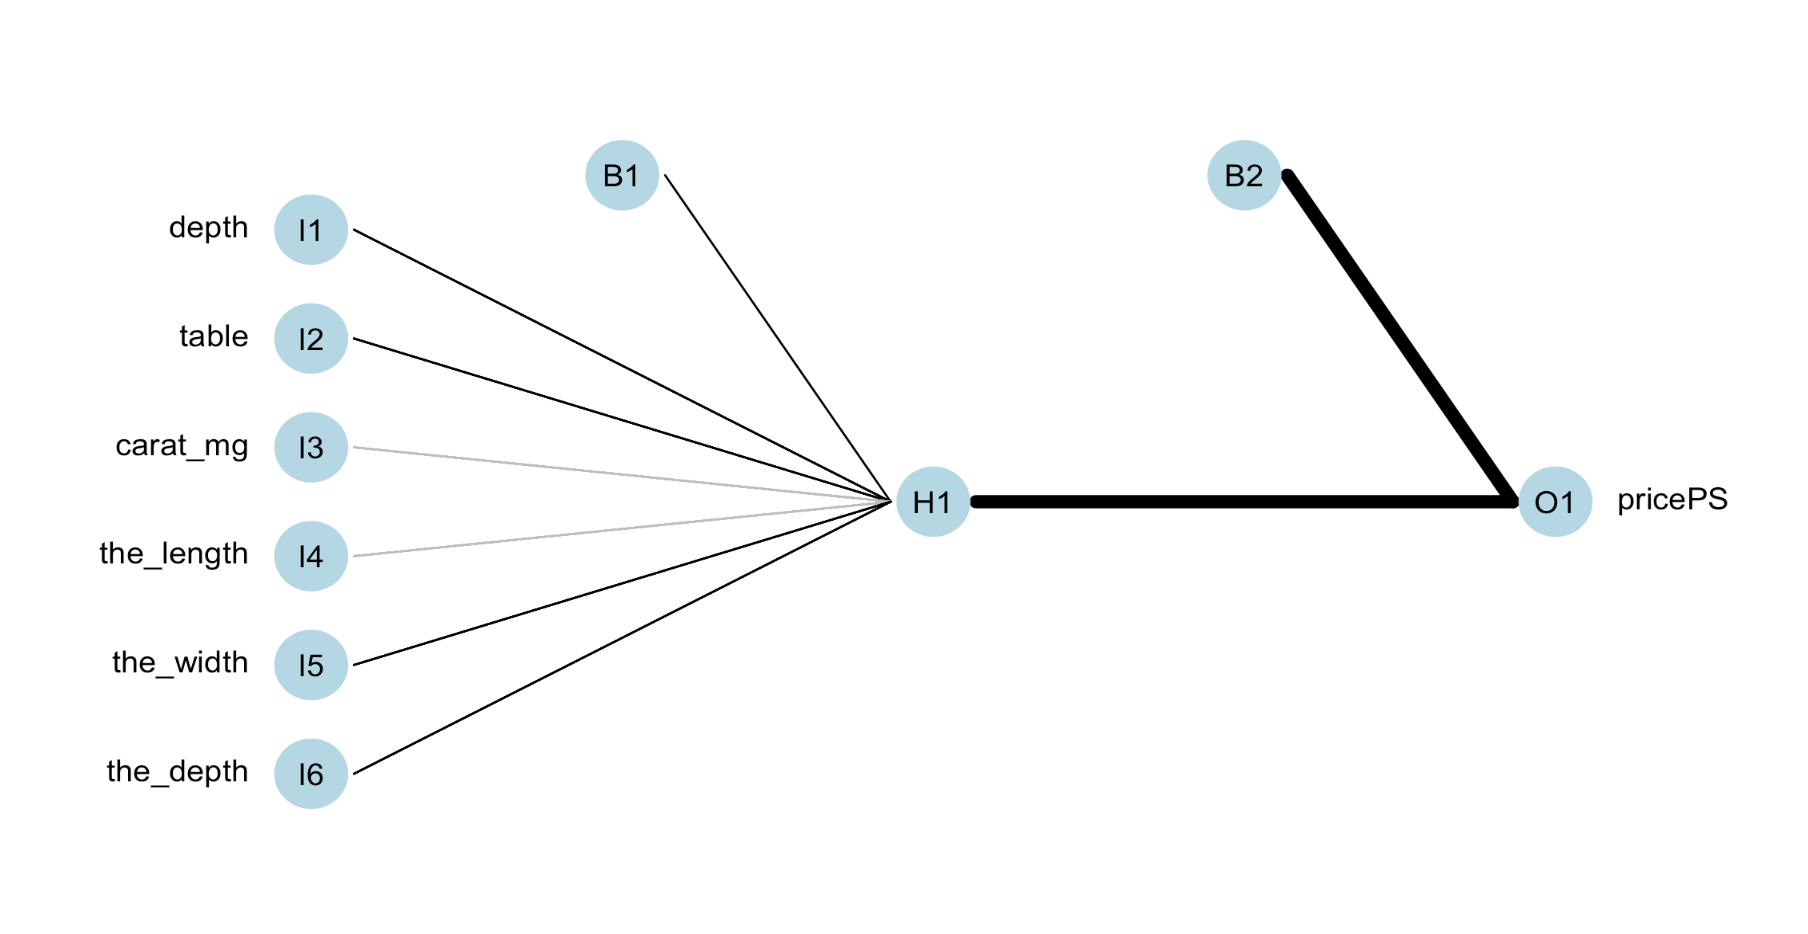 B1
B2
depth I1
table I2
carat_mg I3
the_length I4
the_width I5
the_depth I6
H1
O1 pricePS